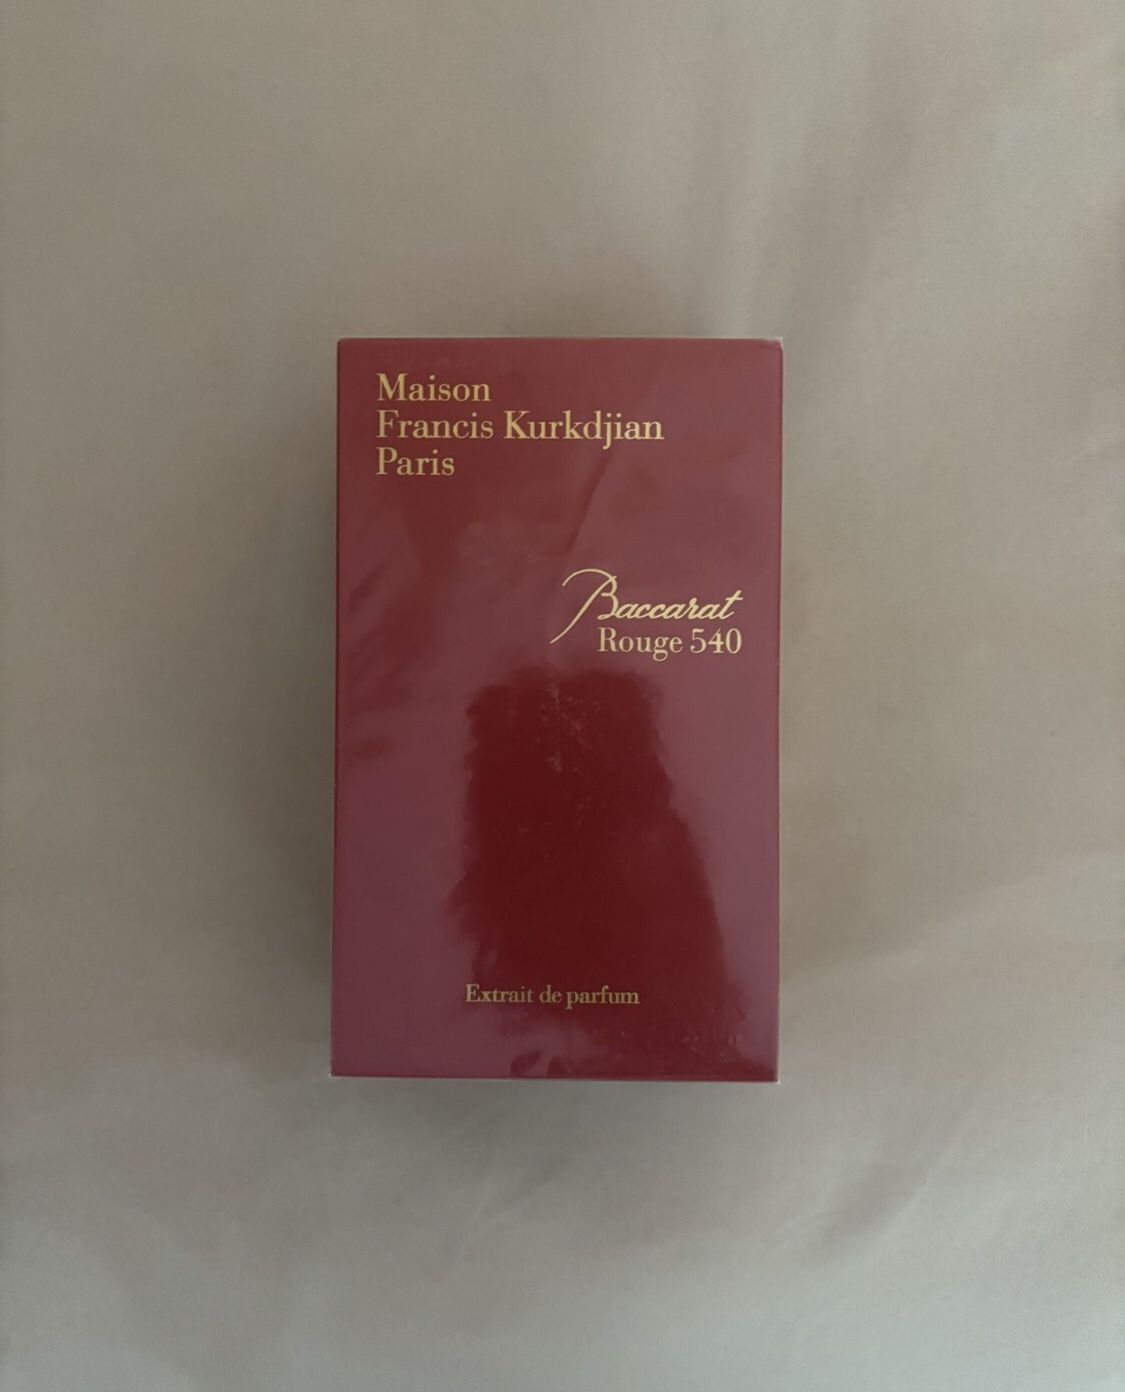 Maison
Francis Kurkdjian
Paris
Baccarat
Rouge 540
Extrait de parfum